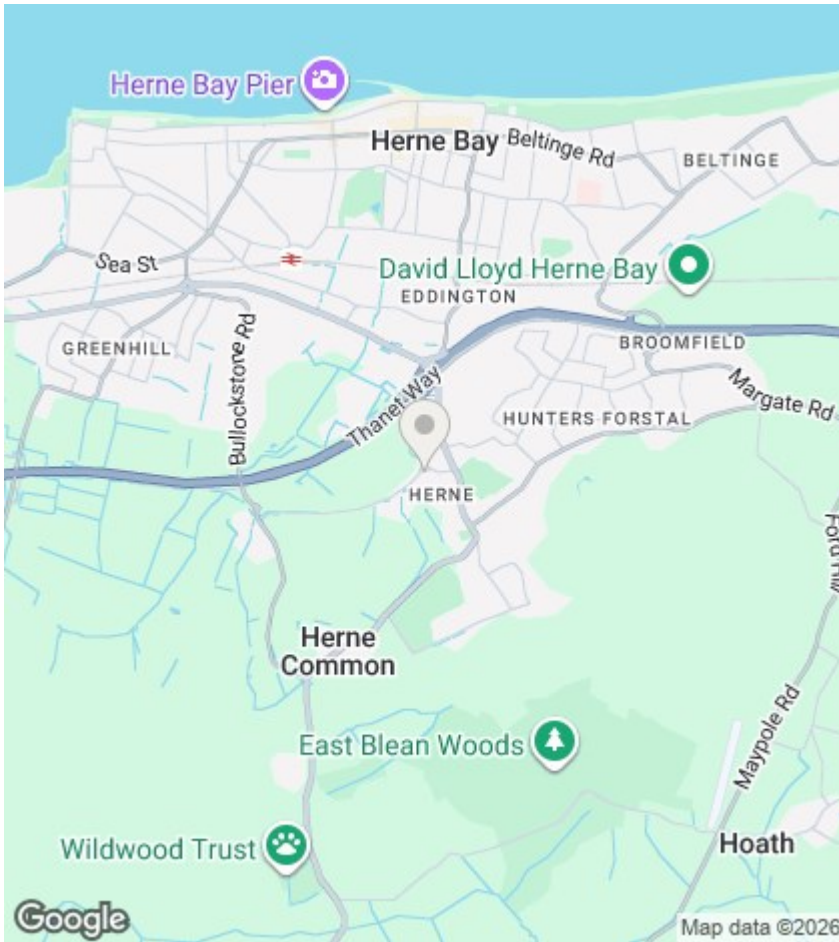 Herne Bay Pier
Herne Bay
Beltinge Rd
BELTINGE
Sea St
David Lloyd Herne Bay
EDDINGTON
GREENHILL
Bullockstone Rd
BROOMFIELD
Thanet Way
Margate Rd
HUNTERS FORSTAL
HERNE
Ford Hill
Herne
Common
East Blean Woods
Maypole Rd
Wildwood Trust
Hoath
Google
Map data ©2026